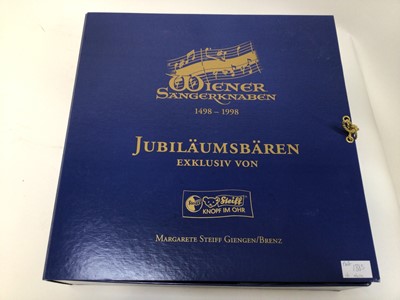 WIENER
SÄNGERKNABEN
1498 – 1998
JUBILÄUMSBÄREN
EXKLUSIV VON
Steiff
KNOPF IM OHR
MARGARETE STEIFF GIENGEN/BRENZ